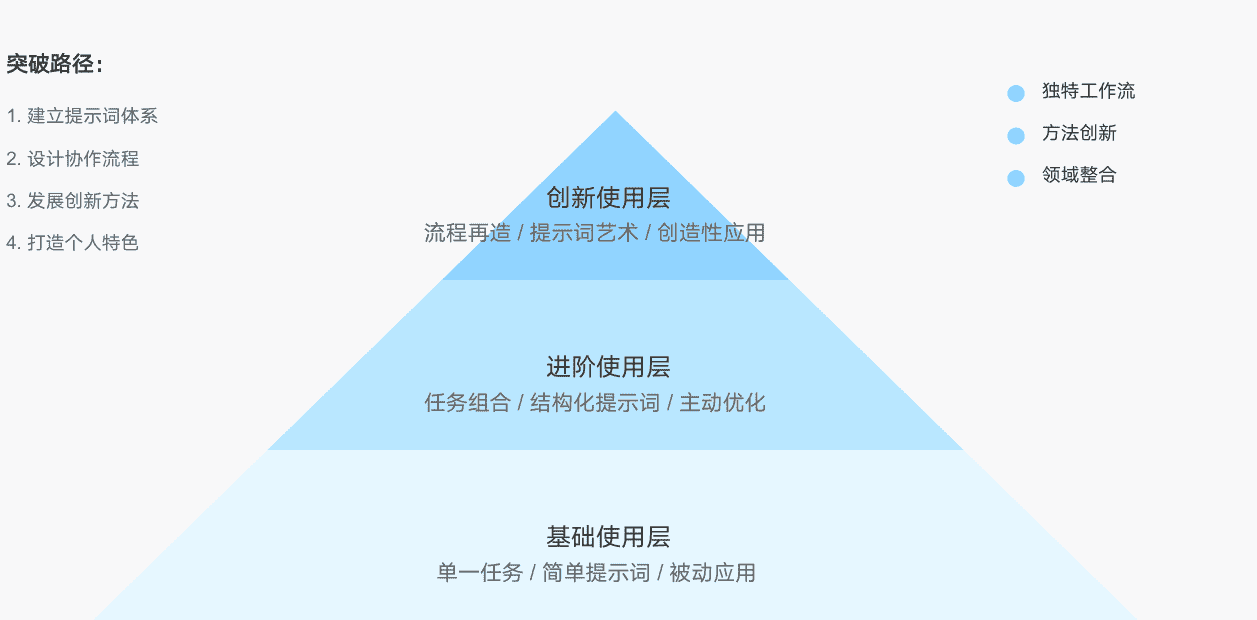 突破路径：
1. 建立提示词体系
2. 设计协作流程
3. 发展创新方法
4. 打造个人特色
独特工作流
方法创新
领域整合
创新使用层
流程再造 / 提示词艺术 / 创造性应用
进阶使用层
任务组合 / 结构化提示词 / 主动优化
基础使用层
单一任务 / 简单提示词 / 被动应用